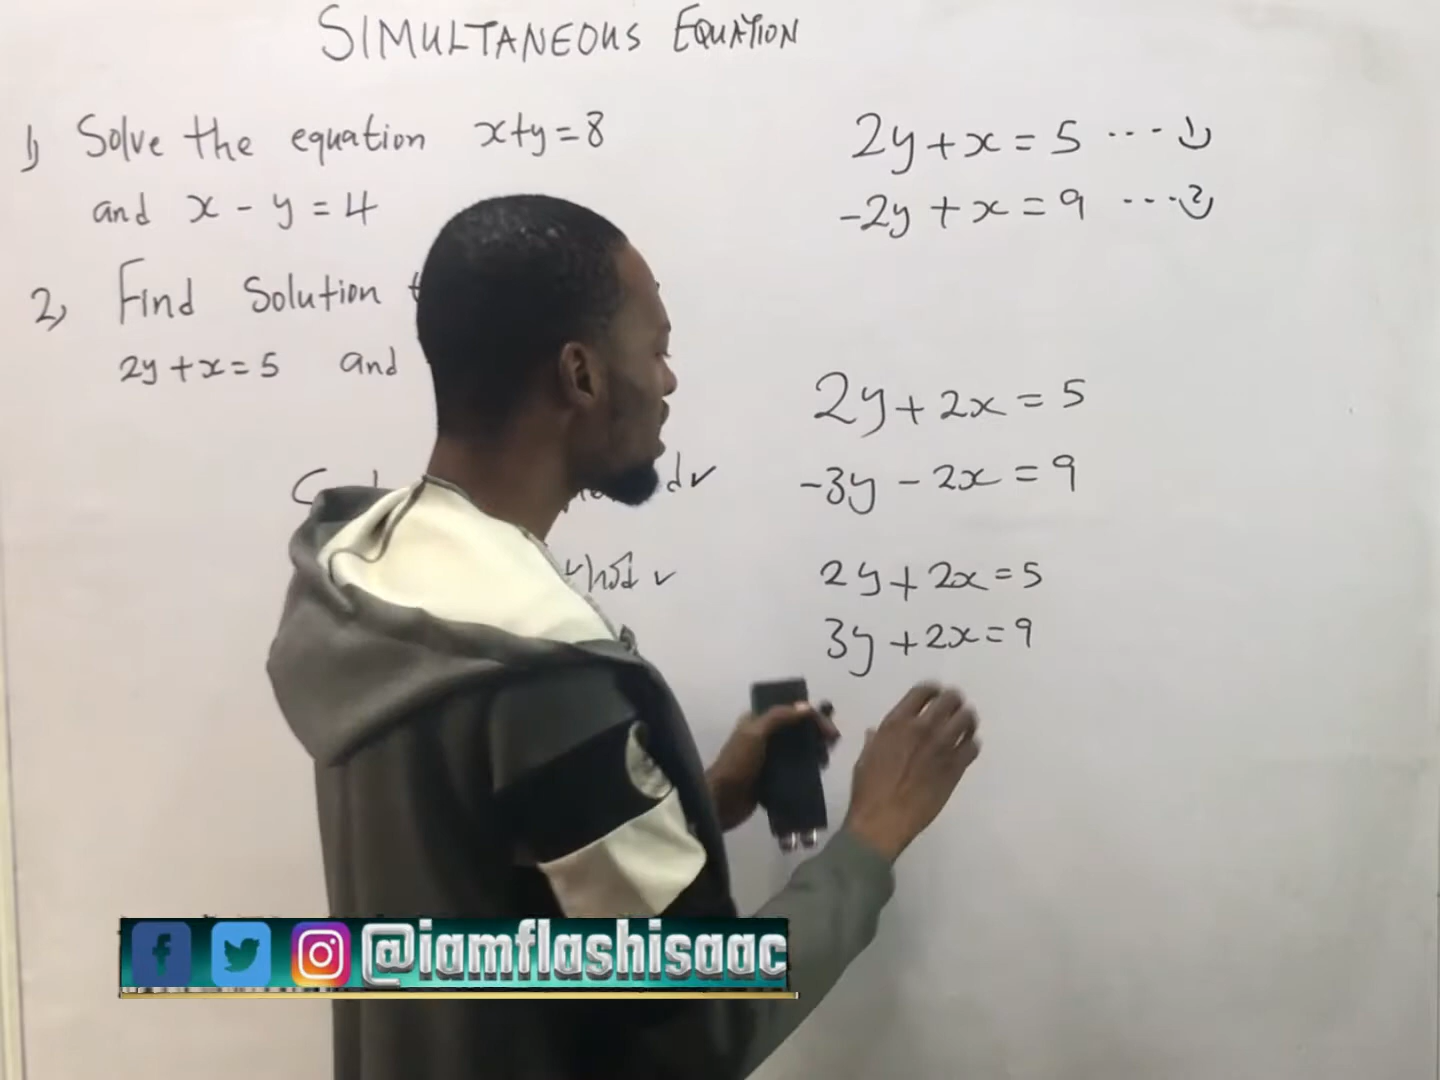 SIMULTANEOUS EQUATION
1) Solve the equation x+y=8
and x - y = 4
2) Find Solution
2y+x=5 and
2y+x=5 ----1)
-2y+x=9 ----2)
2y+2x=5
-3y-2x=9
2y+2x=5
3y+2x=9
@iamflashisaac